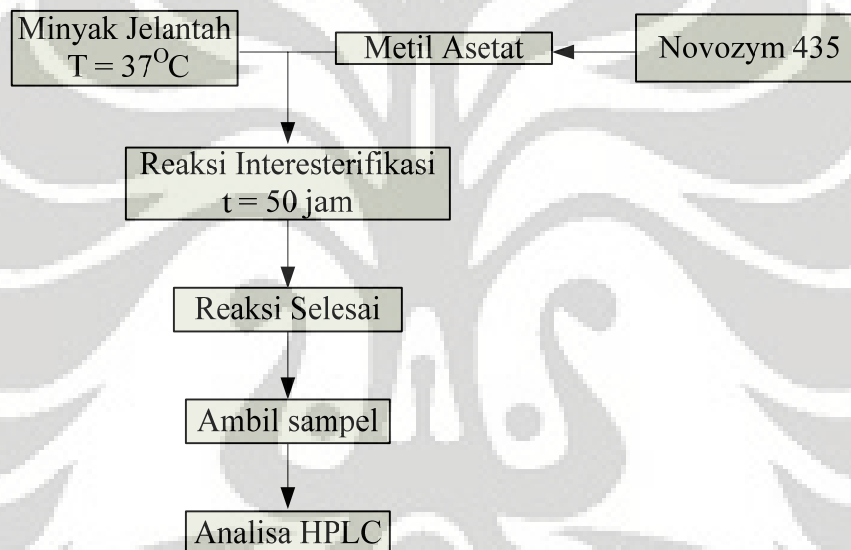 Minyak Jelantah
T = 37°C
Metil Asetat
Novozym 435
Reaksi Interesterifikasi
t = 50 jam
Reaksi Selesai
Ambil sampel
Analisa HPLC